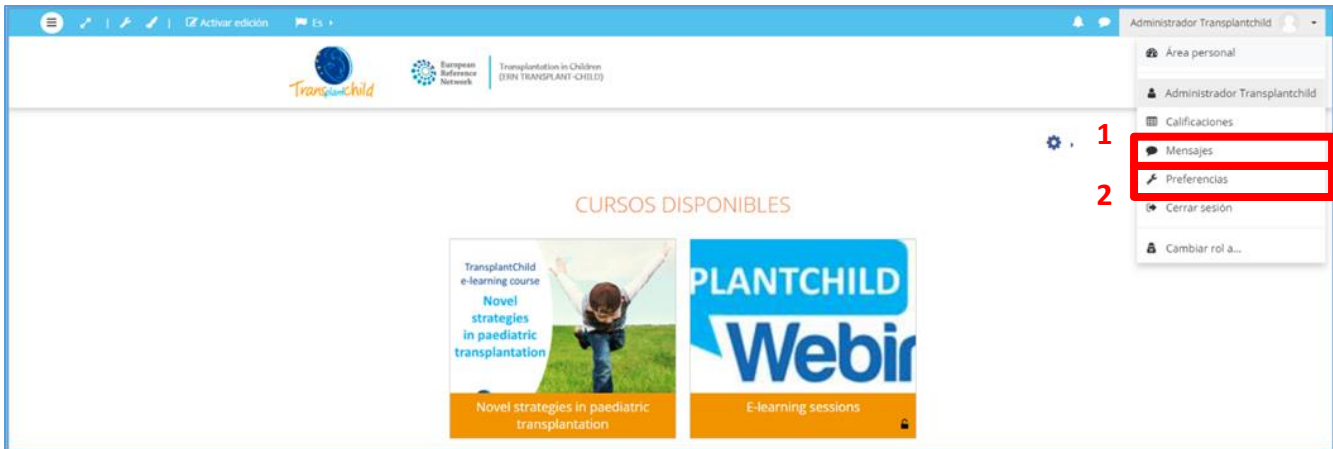 Activar edición
Es
Administrador Transplantchild
Área personal
Administrador Transplantchild
Calificaciones
1
Mensajes
2
Preferencias
Cerrar sesión
Cambiar rol a...
Transplantchild
European
Reference
Network
Transplantation in Children
(ERN TRANSPLANT-CHILD)
CURSOS DISPONIBLES
TransplantChild
e-learning course
Novel
strategies
in paediatric
transplantation
Novel strategies in paediatric
transplantation
PLANTCHILD
Webir
E-learning sessions